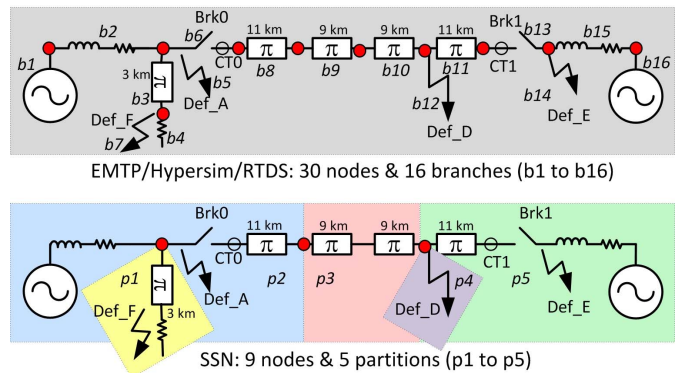 Brk0
b6
b2
11 km
9 km
9 km
11 km
Brk1
b13
b15
b1
π
π
π
π
CT0
CT1
b16
3 km
π
b5
b8
b9
b10
b11
b3
b12
b14
Def_A
Def_F
Def_D
Def_E
b7
b4
EMTP/Hypersim/RTDS: 30 nodes & 16 branches (b1 to b16)
Brk0
11 km
9 km
9 km
11 km
Brk1
π
π
π
π
CT0
CT1
p1
π
p2
p3
p4
p5
Def_A
Def_F
3 km
Def_D
Def_E
SSN: 9 nodes & 5 partitions (p1 to p5)